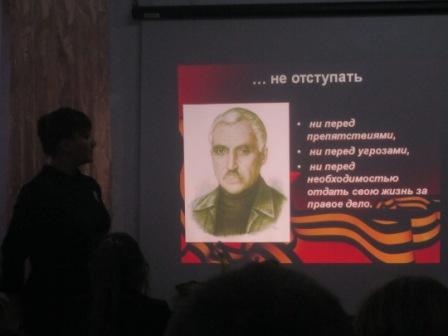 ... не отступать
• ни перед
препятствиями,
• ни перед угрозами,
• ни перед
необходимостью
отдать свою жизнь за
правое дело.